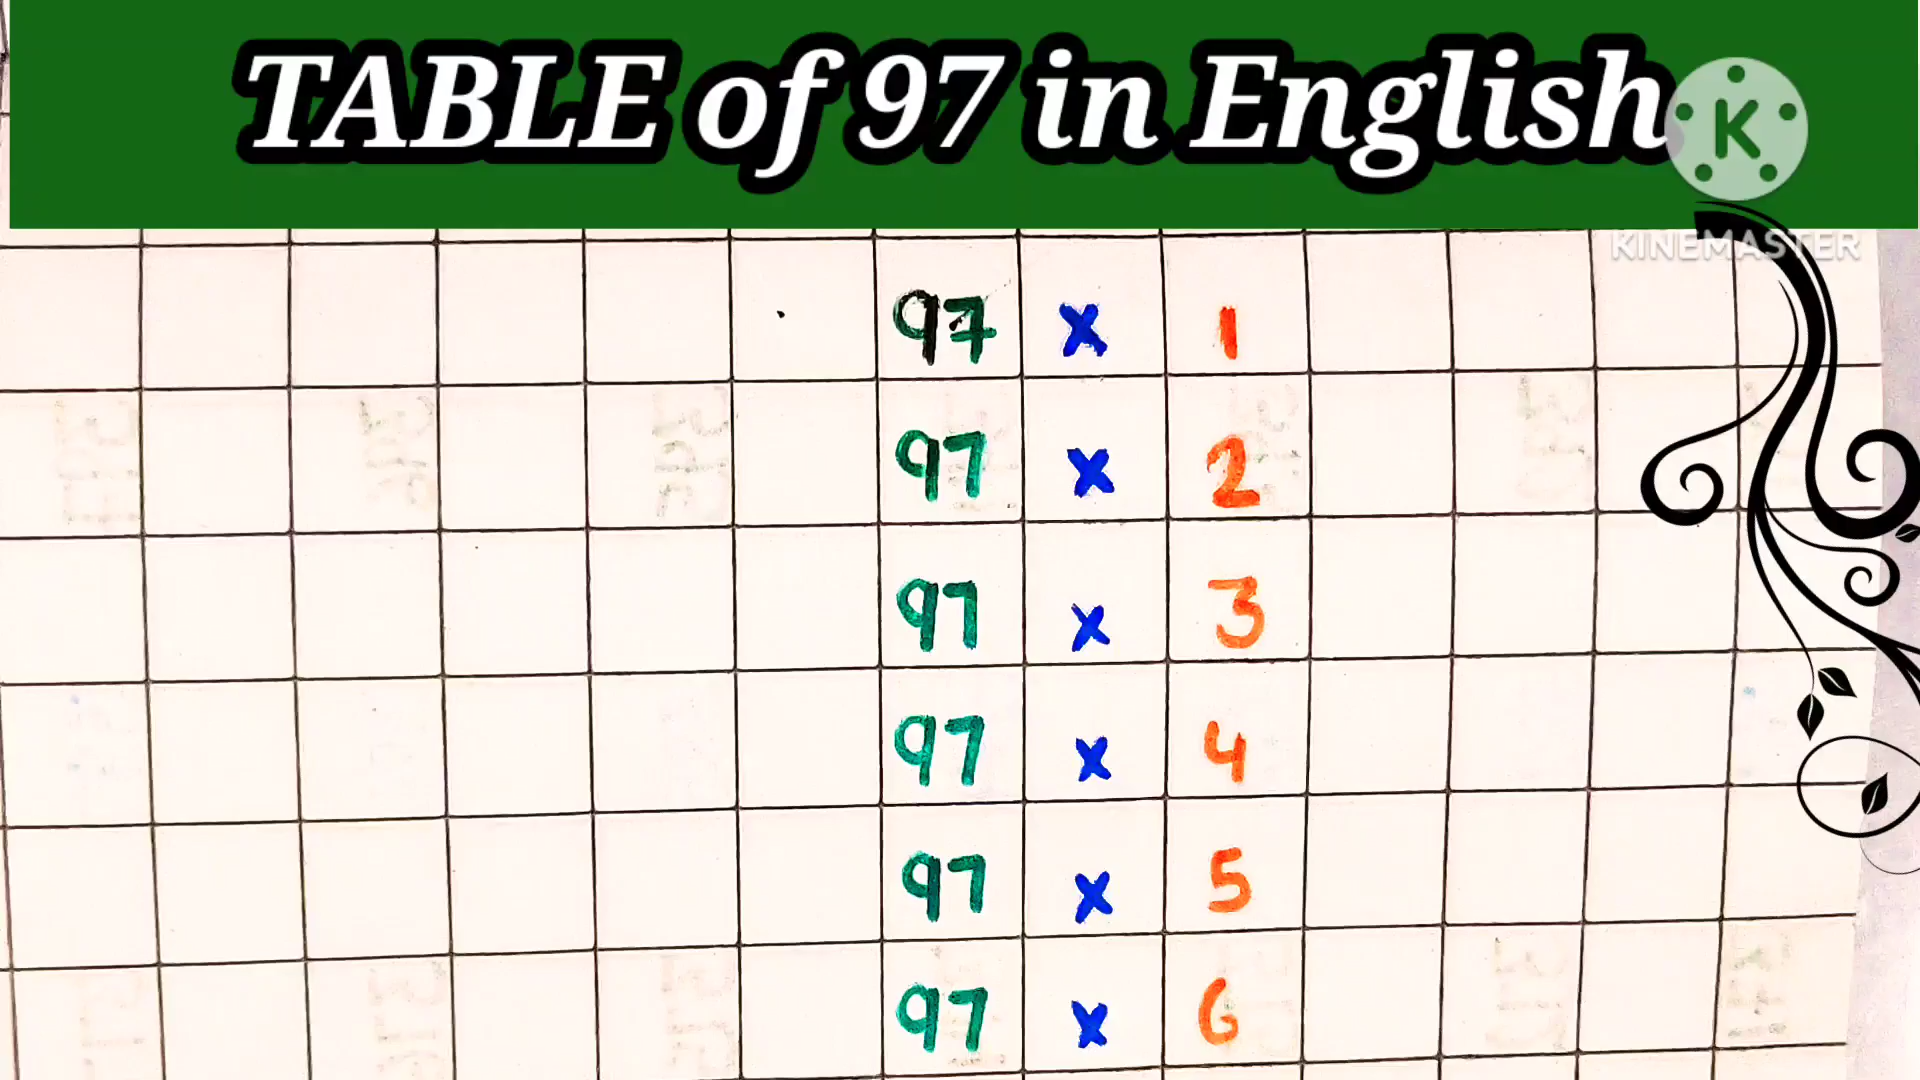 TABLE of 97 in English
K
KINEMASTER
97 x 1
97 x 2
97 x 3
97 x 4
97 x 5
97 x 6